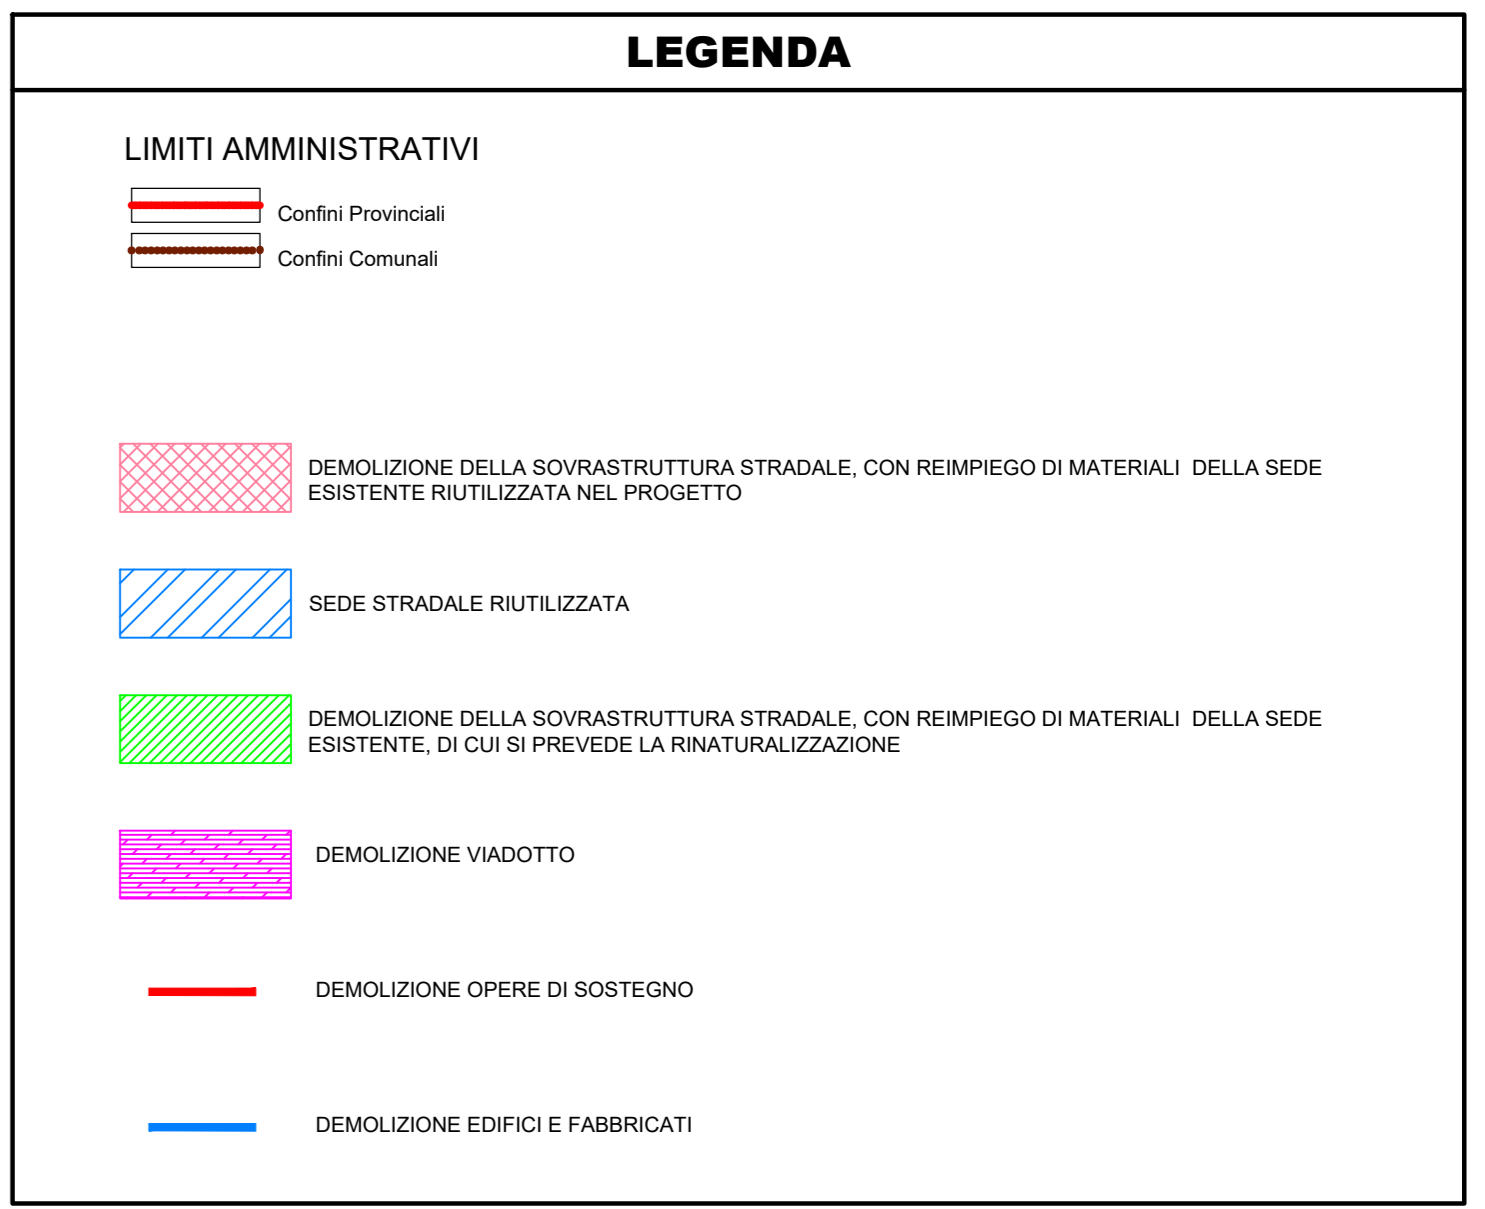 LEGENDA
LIMITI AMMINISTRATIVI
Confini Provinciali
Confini Comunali
DEMOLIZIONE DELLA SOVRASTRUTTURA STRADALE, CON REIMPIEGO DI MATERIALI  DELLA SEDE
ESISTENTE RIUTILIZZATA NEL PROGETTO
SEDE STRADALE RIUTILIZZATA
DEMOLIZIONE DELLA SOVRASTRUTTURA STRADALE, CON REIMPIEGO DI MATERIALI  DELLA SEDE
ESISTENTE, DI CUI SI PREVEDE LA RINATURALIZZAZIONE
DEMOLIZIONE VIADOTTO
DEMOLIZIONE OPERE DI SOSTEGNO
DEMOLIZIONE EDIFICI E FABBRICATI